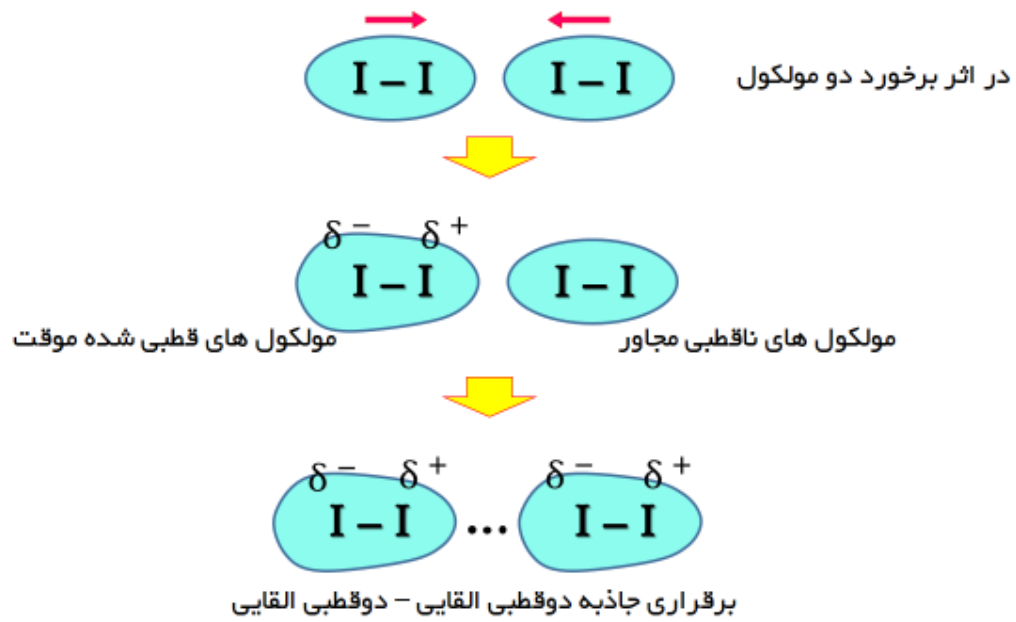 در اثر برخورد دو مولکول
I – I I – I
δ – δ +
I – I I – I
مولکول های ناقطبی مجاور
مولکول های قطبی شده موقت
δ – δ + δ – δ +
I – I ... I – I
برقراری جاذبه دوقطبی القایی – دوقطبی القایی